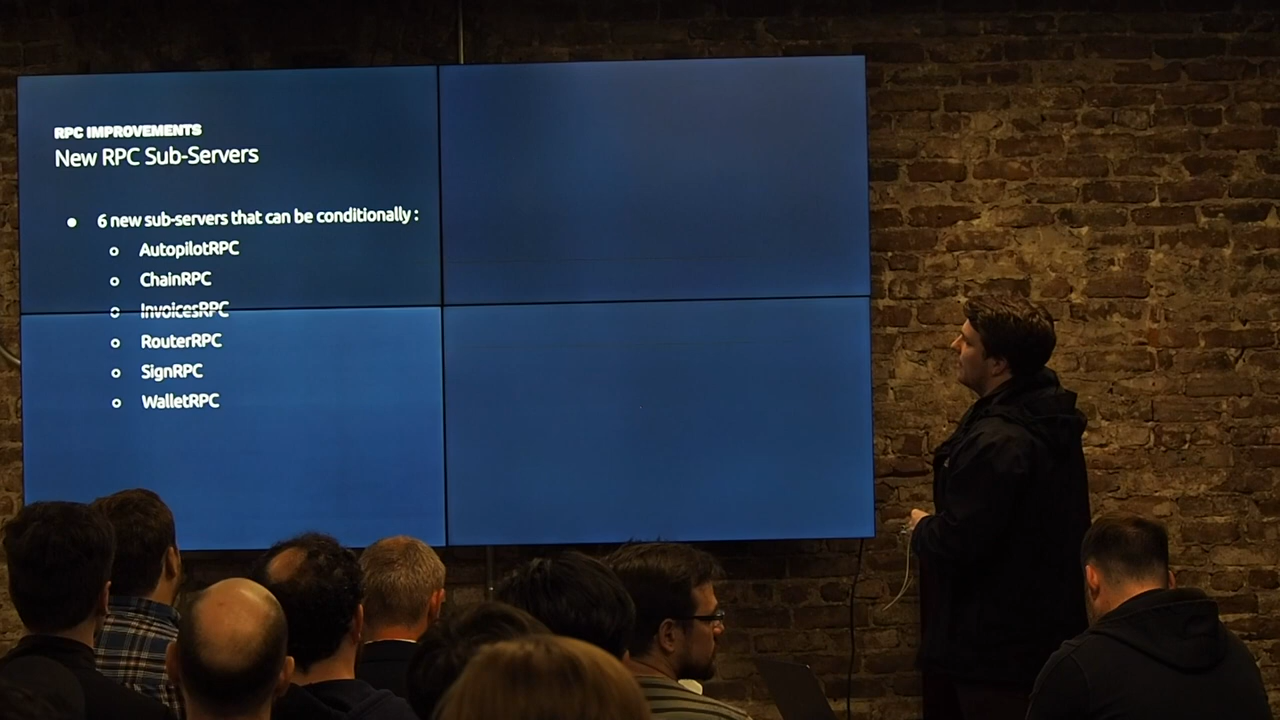 RPC IMPROVEMENTS
New RPC Sub-Servers
● 6 new sub-servers that can be conditionally :
○ AutopilotRPC
○ ChainRPC
○ InvoicesRPC
○ RouterRPC
○ SignRPC
○ WalletRPC